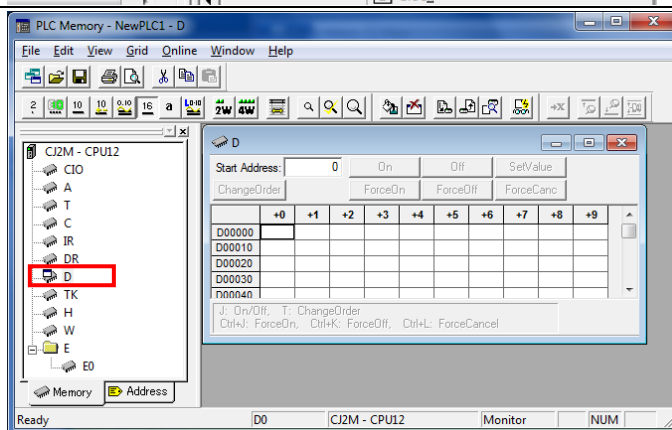 PLC Memory - NewPLC1 - D
File Edit View Grid Online Window Help
2 10 10 0.10 16 a 2W 4W
D
CJ2M - CPU12
CIO
A
T
C
IR
DR
D
TK
H
W
E
E0
Memory Address
Start Address: 0 On Off SetValue
ChangeOrder ForceOn ForceOff ForceCanc
+0 +1 +2 +3 +4 +5 +6 +7 +8 +9
D00000
D00010
D00020
D00030
D00040
J: On/Off, T: ChangeOrder
Ctrl+J: ForceOn, Ctrl+K: ForceOff, Ctrl+L: ForceCancel
Ready D0 CJ2M - CPU12 Monitor NUM